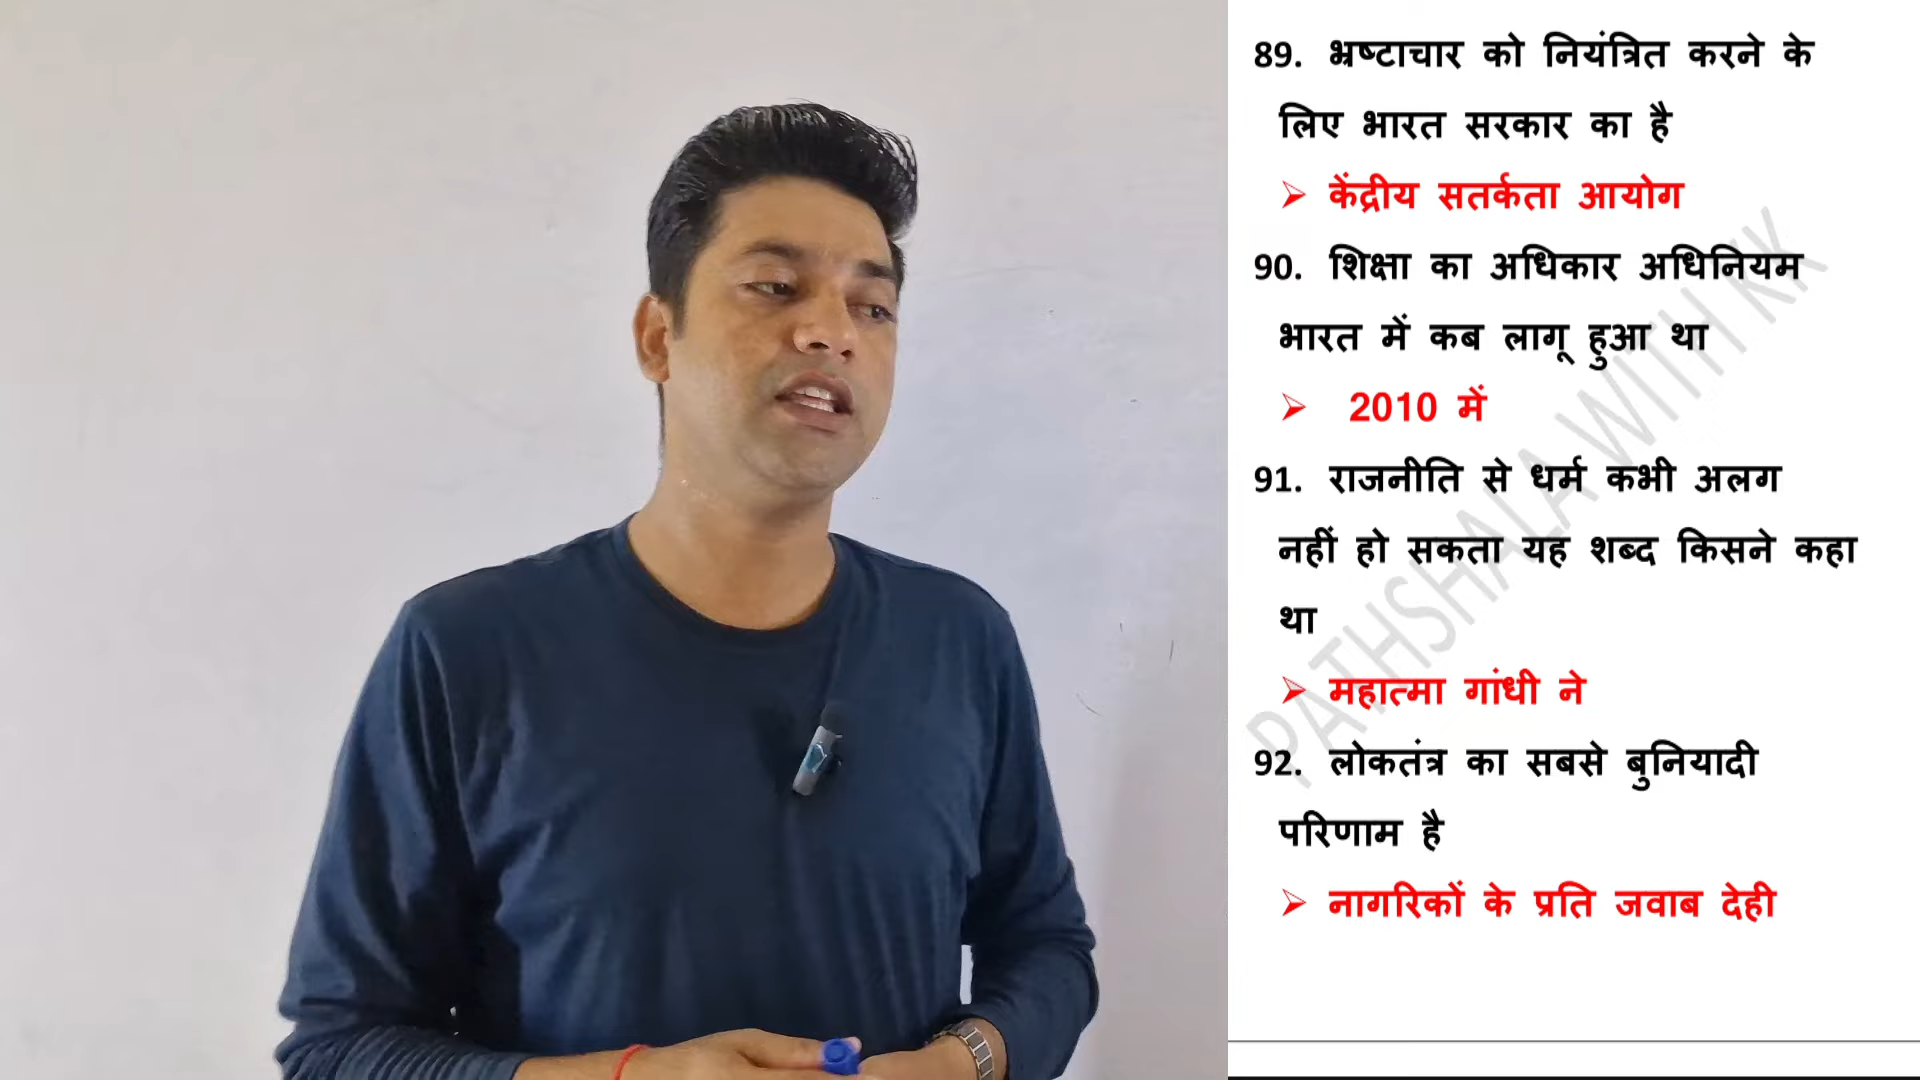 89. भ्रष्टाचार को नियंत्रित करने के
लिए भारत सरकार का है
➢ केंद्रीय सतर्कता आयोग
90. शिक्षा का अधिकार अधिनियम
भारत में कब लागू हुआ था
➢ 2010 में
91. राजनीति से धर्म कभी अलग
नहीं हो सकता यह शब्द किसने कहा
था
➢ महात्मा गांधी ने
92. लोकतंत्र का सबसे बुनियादी
परिणाम है
➢ नागरिकों के प्रति जवाब देही
PATHSHALA WITH KK